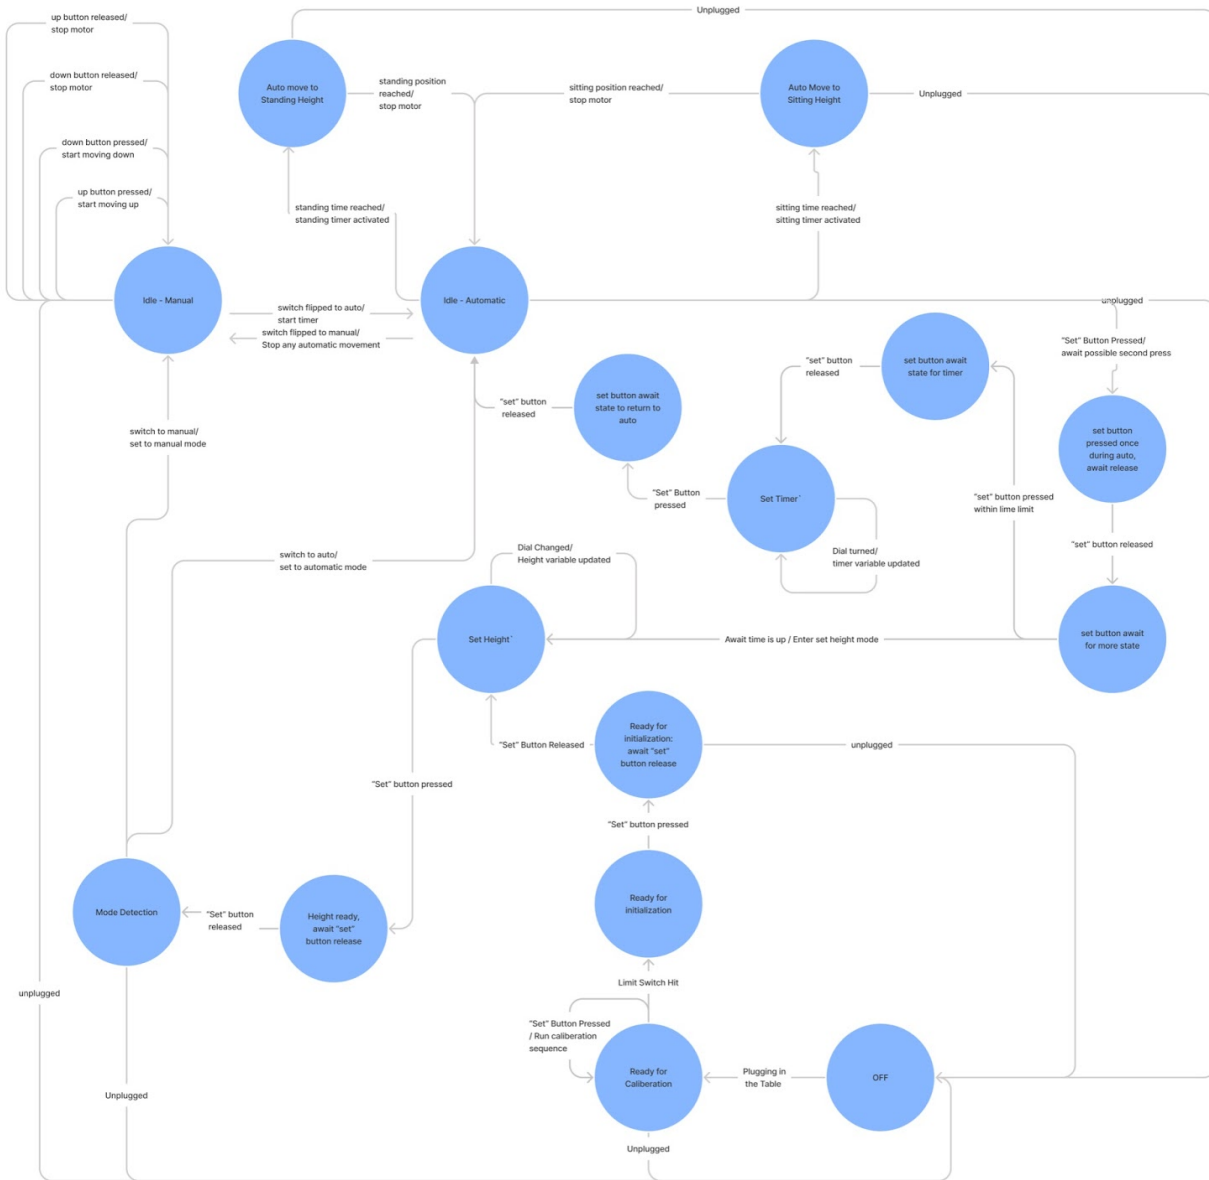 Unplugged
up button released/
stop motor
down button released/
stop motor
Auto move to
Standing Height
standing position
reached/
stop motor
sitting position reached/
stop motor
Auto Move to
Sitting Height
Unplugged
down button pressed/
start moving down
up button pressed/
start moving up
standing time reached/
standing timer activated
sitting time reached/
sitting timer activated
Idle - Manual
switch flipped to auto/
start timer
switch flipped to manual/
Stop any automatic movement
Idle - Automatic
unplugged
"Set" Button Pressed/
await possible second press
set button await
state for timer
"set" button
released
set button await
state to return to
auto
"set" button
released
switch to manual/
set to manual mode
set button
pressed once
during auto,
await release
"Set" Button
pressed
Set Timer`
"set" button pressed
within lime limit
"set" button released
Dial Changed/
Height variable updated
Dial turned/
timer variable updated
switch to auto/
set to automatic mode
Set Height`
Await time is up / Enter set height mode
set button await
for more state
"Set" Button Released
Ready for
initialization:
await "set"
button release
unplugged
"Set" button pressed
"Set" button pressed
Mode Detection
"Set" button
released
Height ready,
await "set"
button release
Ready for
initialization
unplugged
Limit Switch Hit
"Set" Button Pressed
/ Run caliberation
sequence
Ready for
Caliberation
Plugging in
the Table
OFF
Unplugged
Unplugged